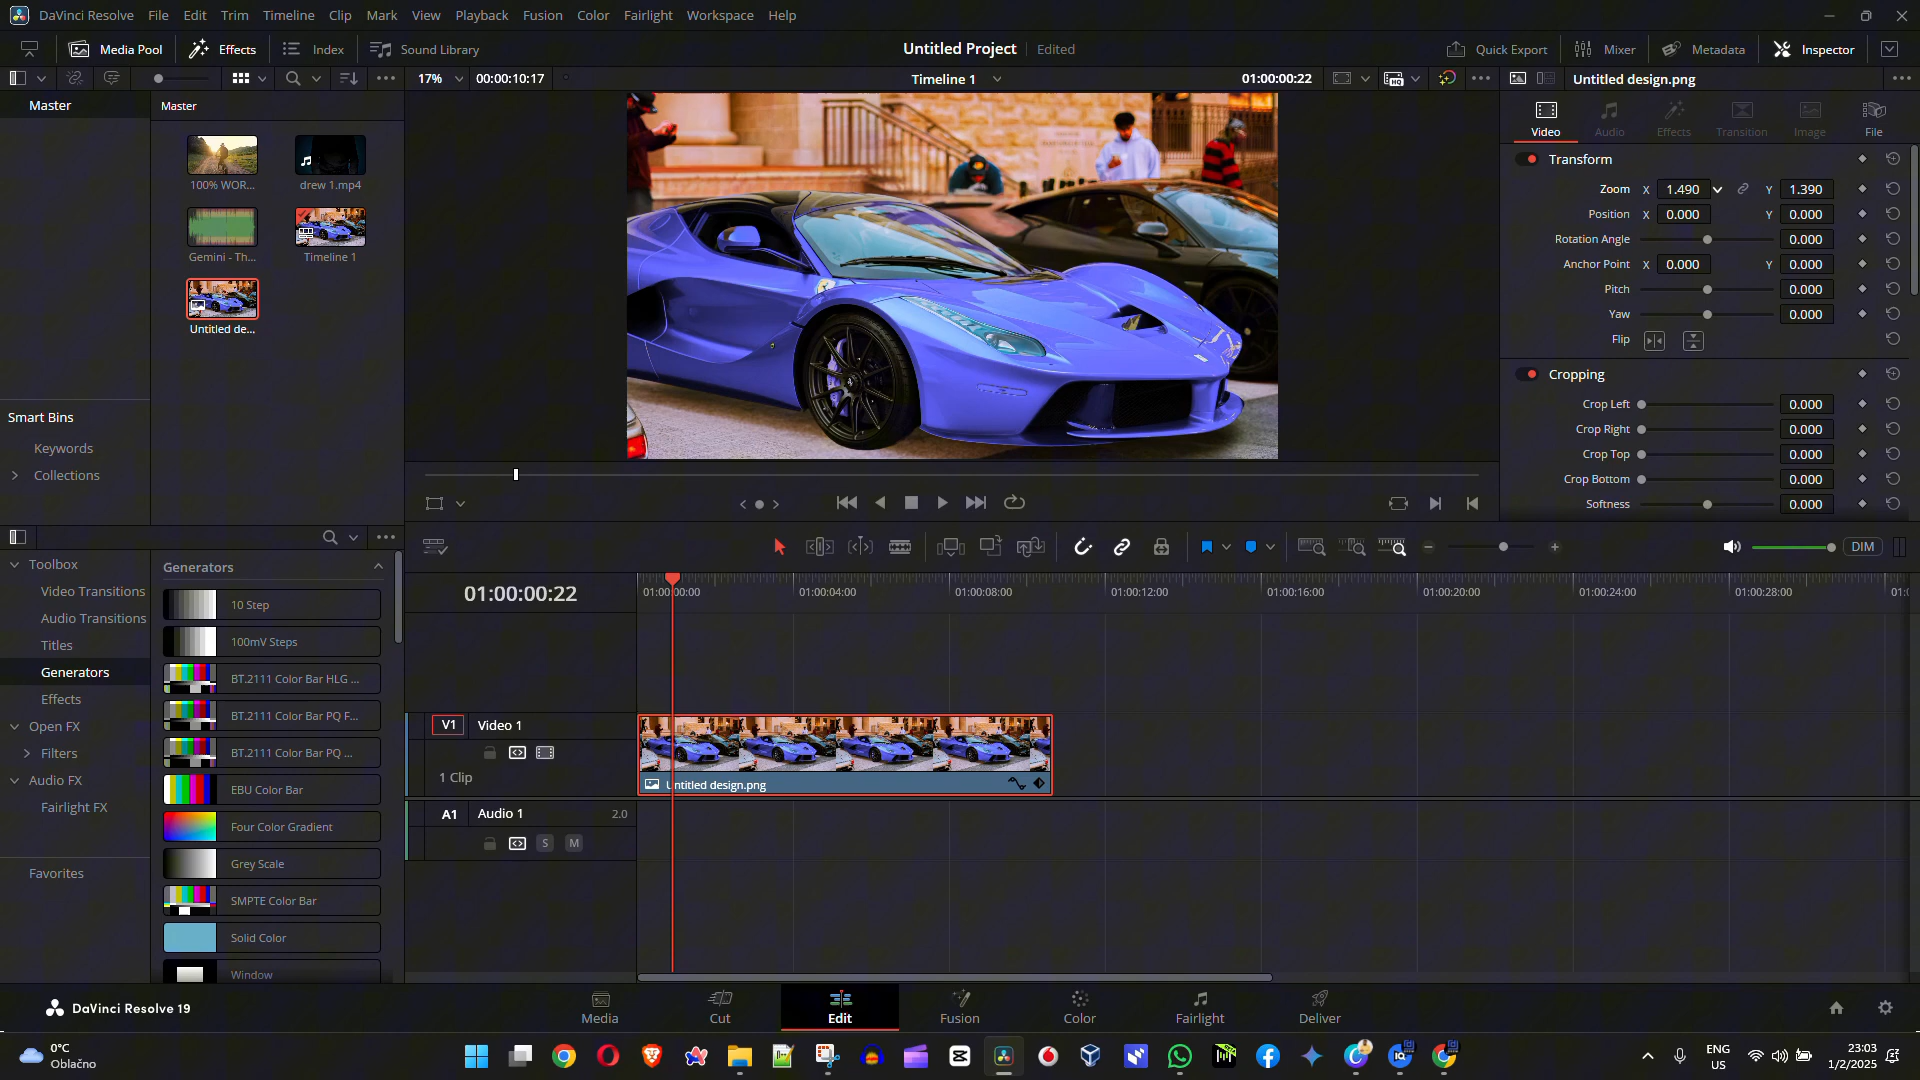 DaVinci Resolve File Edit Trim Timeline Clip Mark View Playback Fusion Color Fairlight Workspace Help
Media Pool Effects Index Sound Library Untitled Project Edited Quick Export Mixer Metadata Inspector
17% 00:00:10:17 Timeline 1 01:00:00:22 Untitled design.png
Master Master
Video Audio Effects Transition Image File
100% WOR... drew 1.mp4
Gemini - Th... Timeline 1
Untitled de...
Transform
Zoom X 1.490 Y 1.390
Position X 0.000 Y 0.000
Rotation Angle 0.000
Anchor Point X 0.000 Y 0.000
Pitch 0.000
Yaw 0.000
Flip
Cropping
Crop Left 0.000
Crop Right 0.000
Crop Top 0.000
Crop Bottom 0.000
Softness 0.000
Smart Bins
Keywords
Collections
Toolbox
Video Transitions
Audio Transitions
Titles
Generators
Effects
Open FX
Filters
Audio FX
Fairlight FX
Favorites
Generators
10 Step
100mV Steps
BT.2111 Color Bar HLG ...
BT.2111 Color Bar PQ F...
BT.2111 Color Bar PQ ...
EBU Color Bar
Four Color Gradient
Grey Scale
SMPTE Color Bar
Solid Color
Window
DIM
01:00:00:22
01:00:00:00 01:00:04:00 01:00:08:00 01:00:12:00 01:00:16:00 01:00:20:00 01:00:24:00 01:00:28:00
V1 Video 1
1 Clip
Untitled design.png
A1 Audio 1 2.0
S M
DaVinci Resolve 19
Media Cut Edit Fusion Color Fairlight Deliver
0°C
Oblačno
ENG
US
23:03
1/2/2025